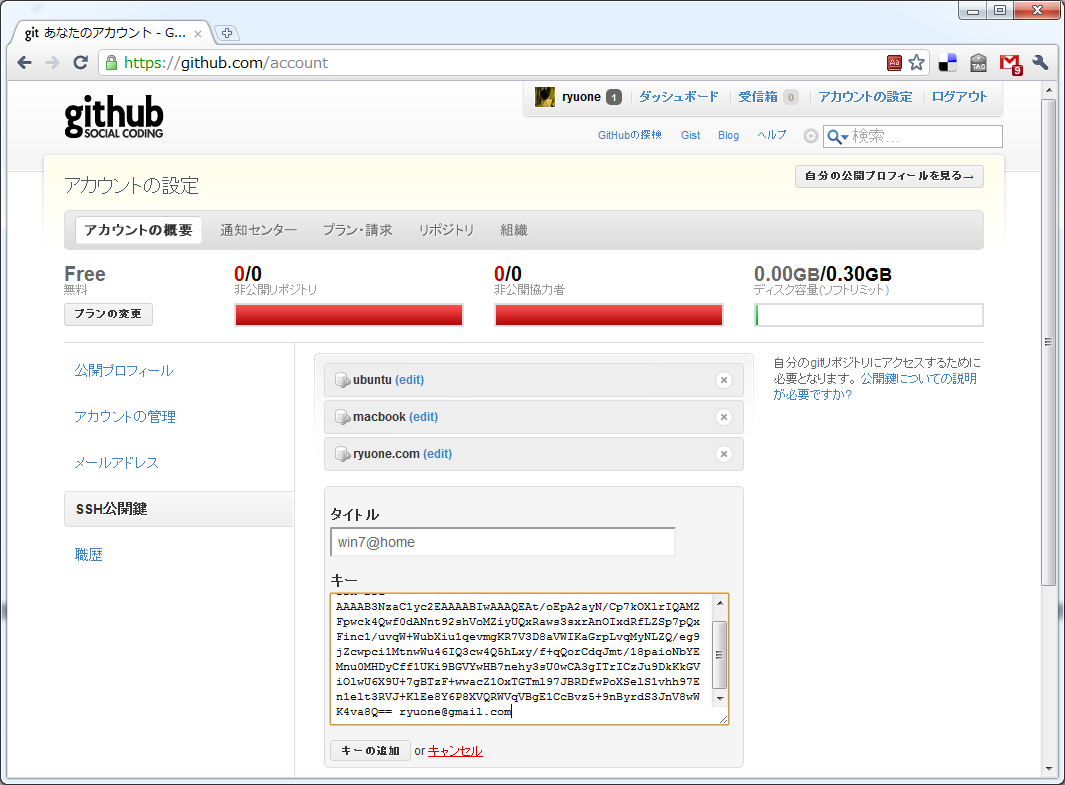 git あなたのアカウント - G...
https://github.com/account
9
github
SOCIAL CODING
ryuone 1 ダッシュボード 受信箱 0 アカウントの設定 ログアウト
GitHubの探検 Gist Blog ヘルプ 検索...
アカウントの設定
自分の公開プロフィールを見る→
アカウントの概要 通知センター プラン・請求 リポジトリ 組織
Free
無料
プランの変更
0/0
非公開リポジトリ
0/0
非公開協力者
0.00GB/0.30GB
ディスク容量(ソフトリミット)
公開プロフィール
アカウントの管理
メールアドレス
SSH公開鍵
職歴
ubuntu (edit)
macbook (edit)
ryuone.com (edit)
タイトル
win7@home
キー
AAAAB3NzaC1yc2EAAAABIwAAAQEAt/oEpA2ayN/Cp7kOXlrIQAMZ
Fpwck4Qwf0dANnt92shVoMZiyUQxRaws3sxrAnOIxdRfLZSp7pQx
Finc1/uvqW+WubXiu1qevmgKR7V3D8aVWIKaGrpLvqMyNLZQ/eg9
jZcwpci1MtnwWu46IQ3cw4Q5hLxy/f+qQorCdqJmt/18paioNbYE
Mnu0MHDyCff1UKi9BGVYwHB7nehy3sU0wCA3gITrICzJu9DkKkGV
iOlwU6X9U+7gBTzF+wwacZ1OxTGTml97JBRDfwPoXSelS1vhh97E
n1elt3RVJ+KlEe8Y6P8XVQRWVqVBgE1CcBvz5+9nByrdS3JnV8wW
K4va8Q== ryuone@gmail.com
キーの追加 or キャンセル
自分のgitリポジトリにアクセスするために
必要となります。公開鍵についての説明
が必要ですか?